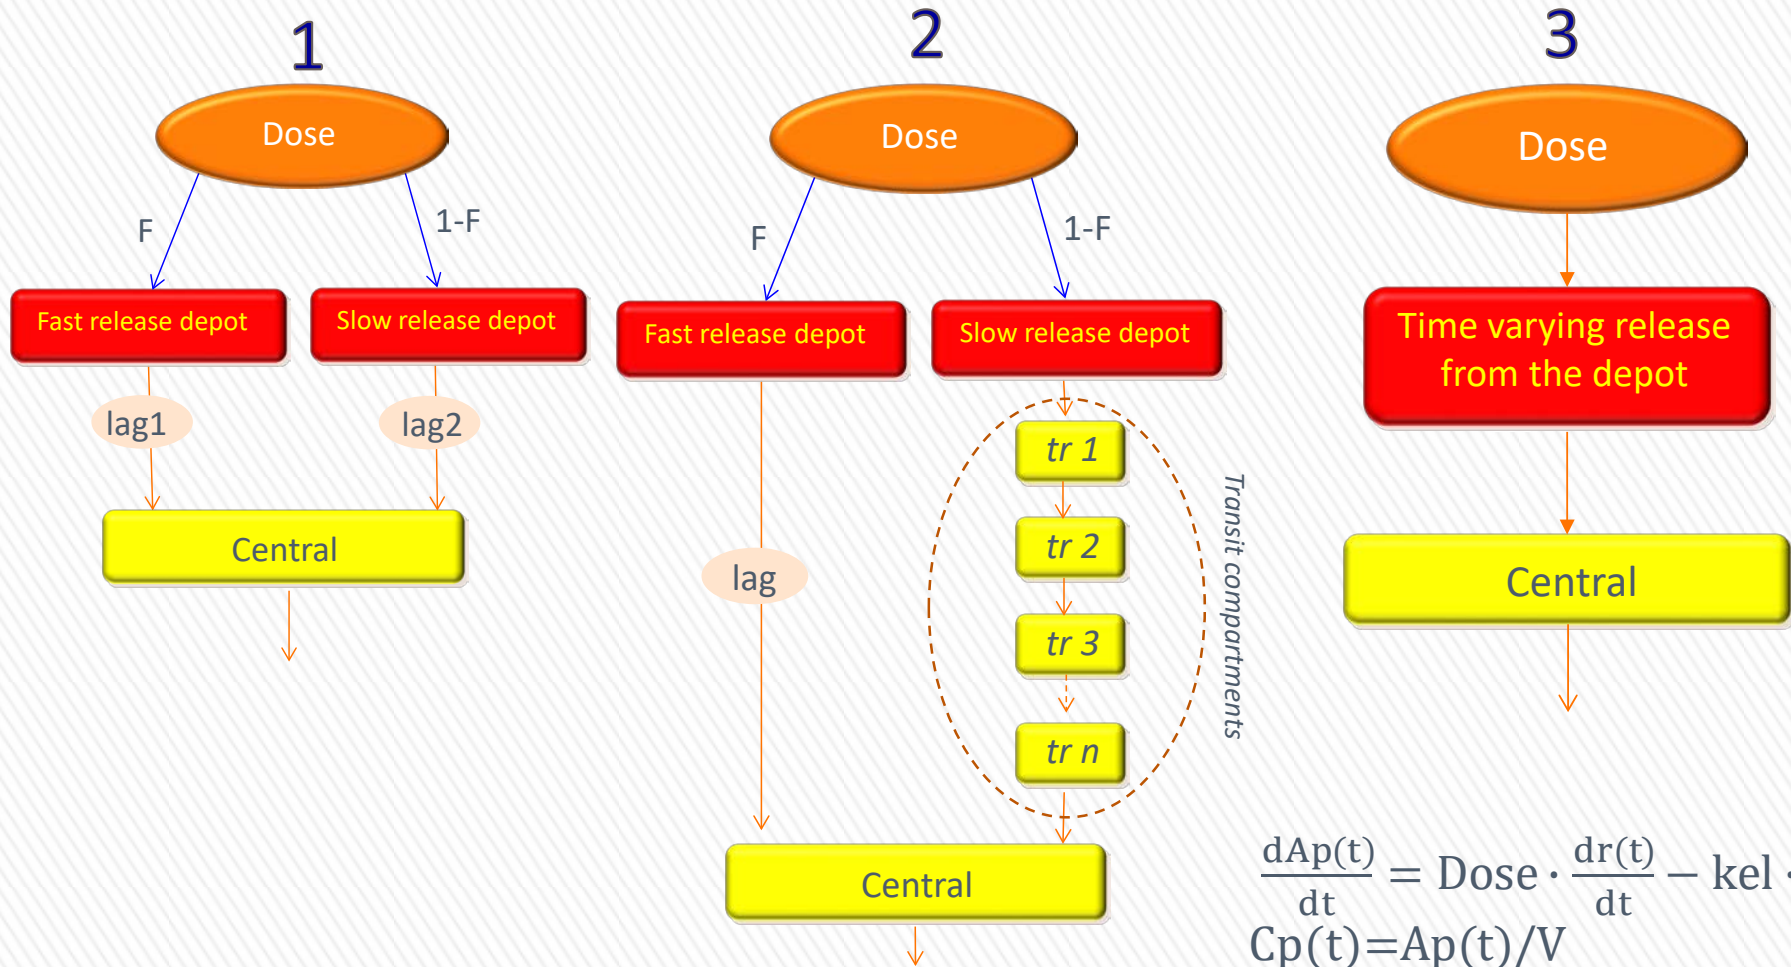 1
Dose
F
1-F
Fast release depot
Slow release depot
lag1
lag2
Central
2
Dose
F
1-F
Fast release depot
Slow release depot
lag
tr 1
tr 2
tr 3
tr n
Transit compartments
Central
3
Dose
Time varying release
from the depot
Central
dAp(t)/dt = Dose · dr(t)/dt − kel ·
Cp(t)=Ap(t)/V